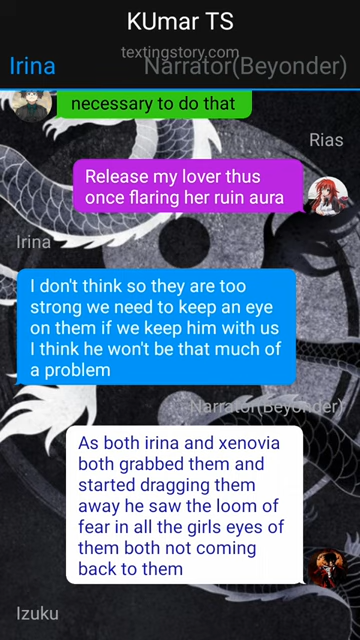 KUmar TS
textingstory.com
Irina
Narrator(Beyonder)
necessary to do that
Rias
Release my lover thus
once flaring her ruin aura
Irina
I don't think so they are too
strong we need to keep an eye
on them if we keep him with us
I think he won't be that much of
a problem
Narrator(Beyonder)
As both irina and xenovia
both grabbed them and
started dragging them
away he saw the loom of
fear in all the girls eyes of
them both not coming
back to them
Izuku